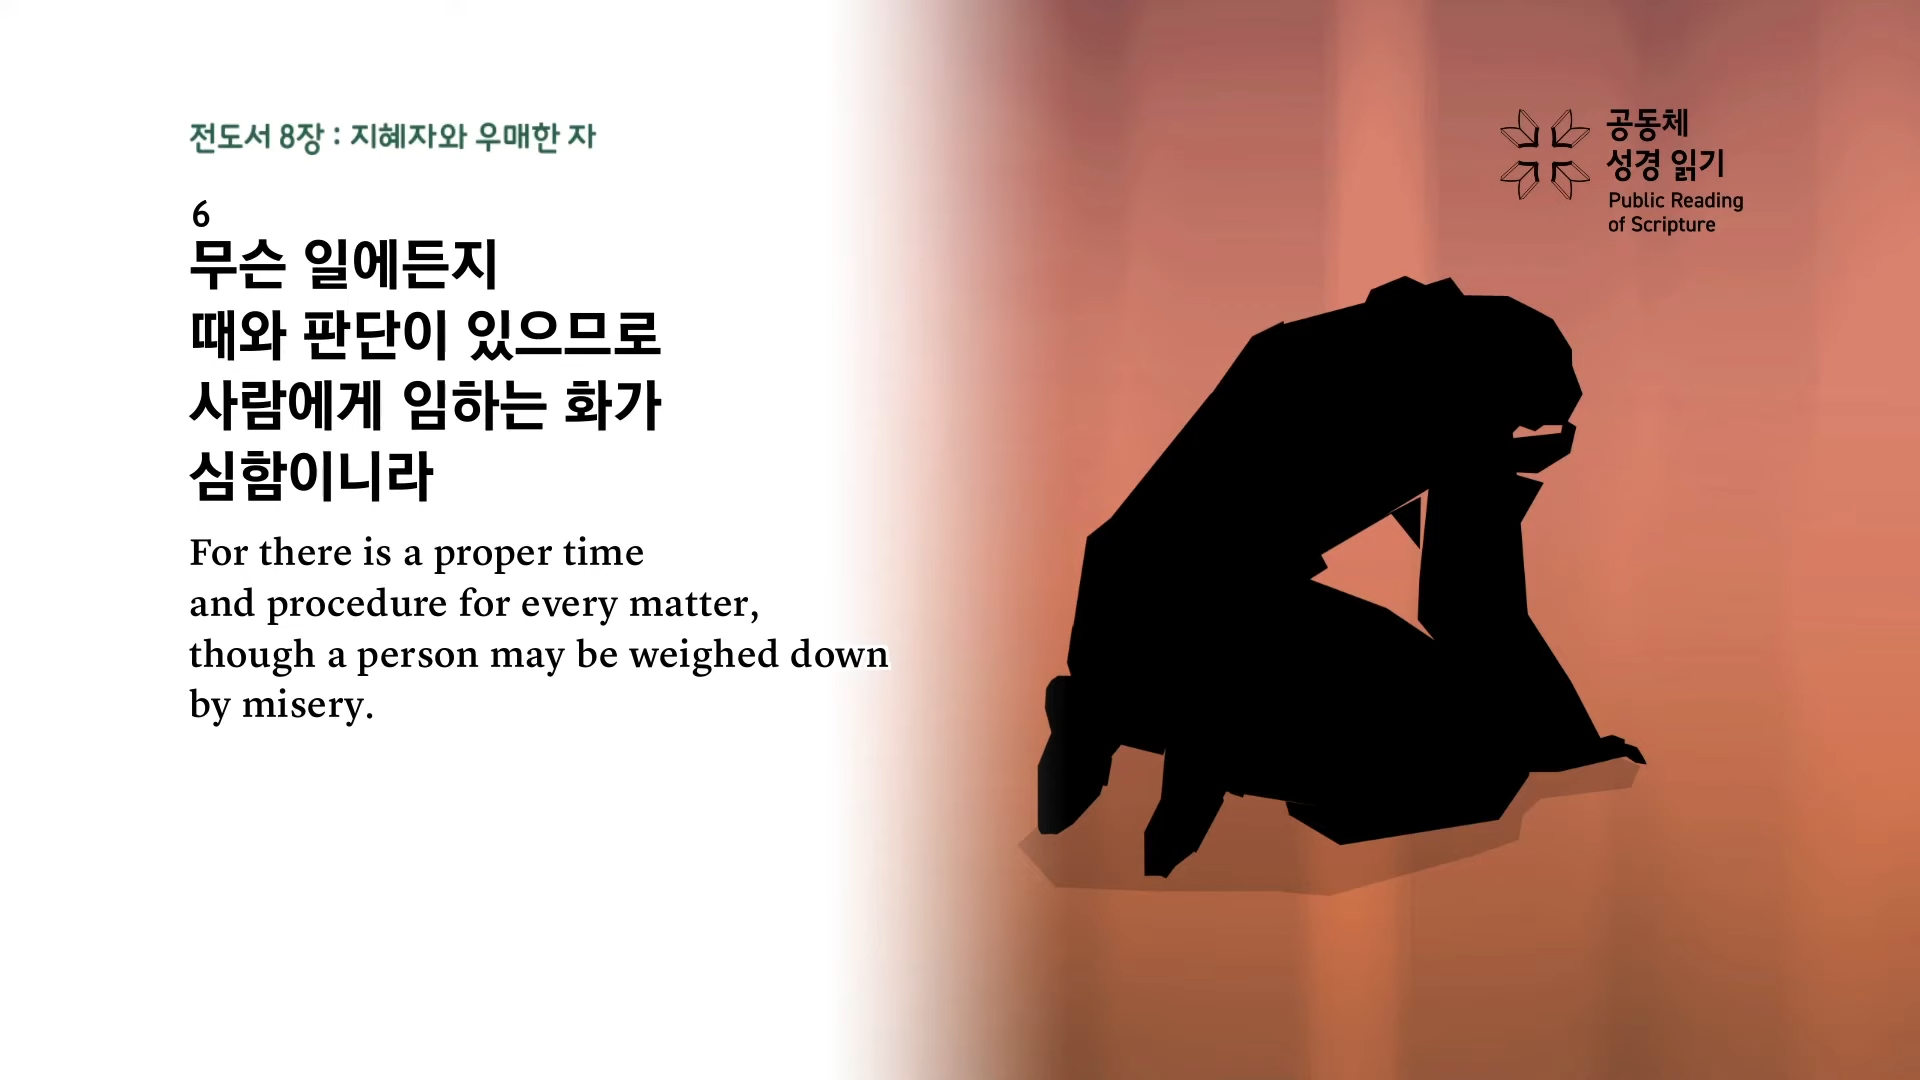 전도서 8장 : 지혜자와 우매한 자
6
무슨 일에든지
때와 판단이 있으므로
사람에게 임하는 화가
심함이니라
For there is a proper time
and procedure for every matter,
though a person may be weighed down
by misery.
공동체
성경 읽기
Public Reading
of Scripture